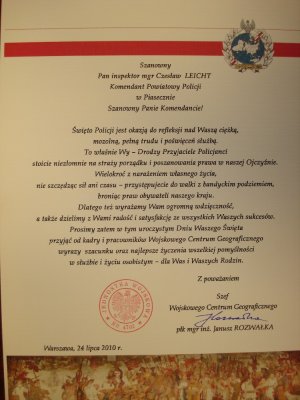 Szanowny
Pan inspektor mgr Czesław LEICHT
Komendant Powiatowy Policji
w Piasecznie
Szanowny Panie Komendancie!
Święto Policji jest okazją do refleksji nad Waszą ciężką,
mozolną, pełną trudu i poświęceń służbą.
To właśnie Wy – Drodzy Przyjaciele Policjanci
stoicie niezłomnie na straży porządku i poszanowania prawa w naszej Ojczyźnie.
Wielokroć z narażeniem własnego życia,
nie szczędząc sił ani czasu – przystępujecie do walki z bandyckim podziemiem,
broniąc praw obywateli naszego kraju.
Dlatego też wyrażamy Wam ogromną wdzięczność,
a także dzielimy z Wami radość i satysfakcję ze wszystkich Waszych sukcesów.
Prosimy zatem w tym uroczystym Dniu Waszego Święta
przyjąć od kadry i pracowników Wojskowego Centrum Geograficznego
wyrazy szacunku oraz najlepsze życzenia wszelkiej pomyślności
w służbie i życiu osobistym – dla Was i Waszych Rodzin.
Z poważaniem
Szef
Wojskowego Centrum Geograficznego
płk mgr inż. Janusz ROZWAŁKA
JEDNOSTKA WOJSKOWA
NR 4702
Warszawa, 24 lipca 2010 r.